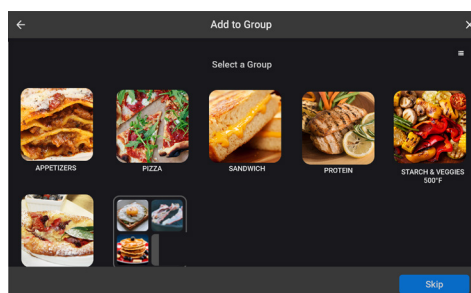 Add to Group
Select a Group
APPETIZERS
PIZZA
SANDWICH
PROTEIN
STARCH & VEGGIES
500°F
Skip